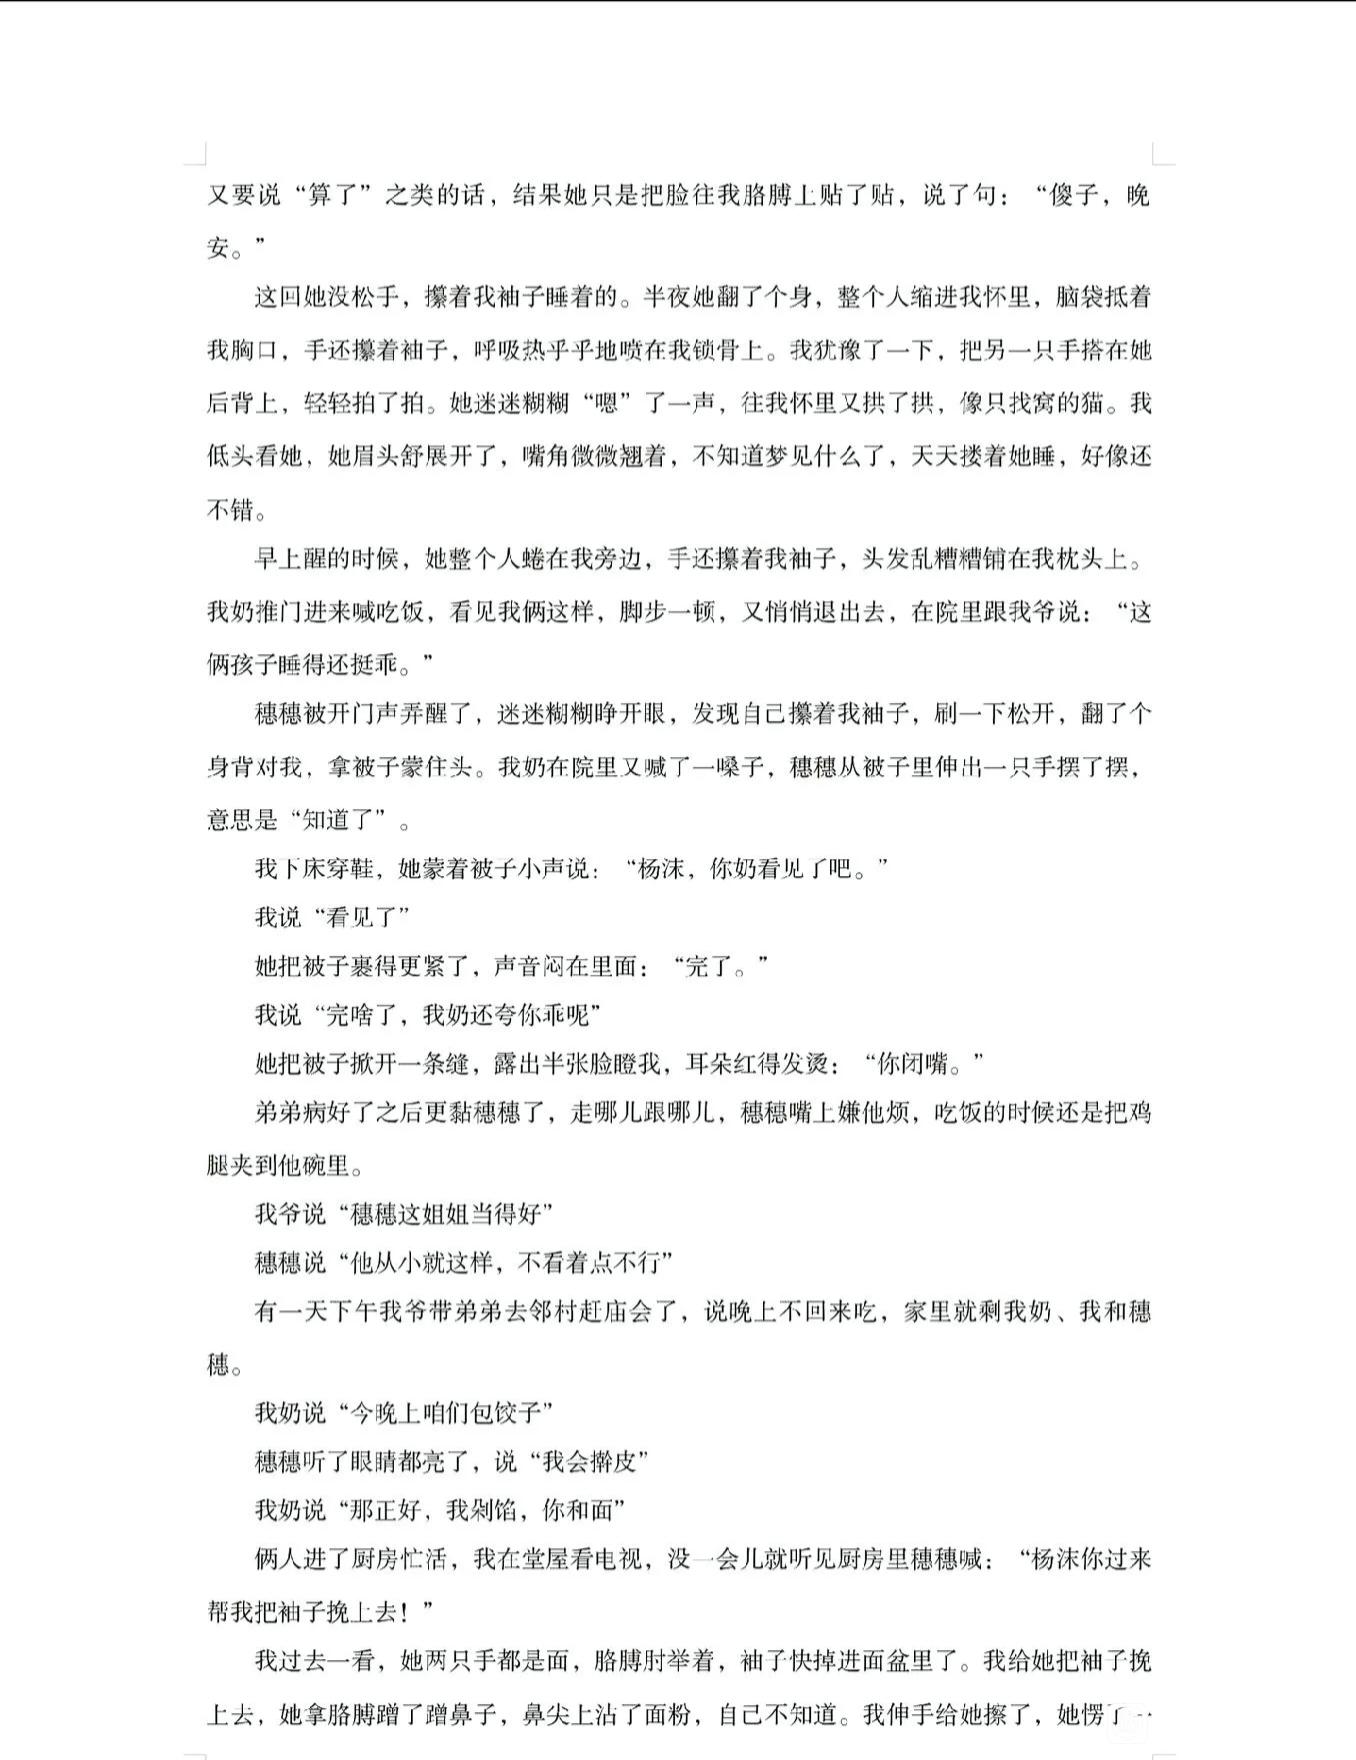 又要说“算了”之类的话，结果她只是把脸往我胳膊上贴了贴，说了句：“傻子，晚
安。”
这回她没松手，攥着我袖子睡着的。半夜她翻了个身，整个人缩进我怀里，脑袋抵着
我胸口，手还攥着袖子，呼吸热乎乎地喷在我锁骨上。我犹豫了一下，把另一只手搭在她
后背上，轻轻拍了拍。她迷迷糊糊“嗯”了一声，往我怀里又拱了拱，像只找窝的猫。我
低头看她，她眉头舒展开了，嘴角微微翘着，不知道梦见什么了，天天搂着她睡，好像还
不错。
早上醒的时候，她整个人蜷在我旁边，手还攥着我袖子，头发乱糟糟铺在我枕头上。
我奶推门进来喊吃饭，看见我俩这样，脚步一顿，又悄悄退出去，在院里跟我爷说：“这
俩孩子睡得还挺乖。”
穗穗被开门声弄醒了，迷迷糊糊睁开眼，发现自己攥着我袖子，刷一下松开，翻了个
身背对我，拿被子蒙住头。我奶在院里又喊了一嗓子，穗穗从被子里伸出一只手摆了摆，
意思是“知道了”。
我下床穿鞋，她蒙着被子小声说：“杨沫，你奶看见了吧。”
我说“看见了”
她把被子裹得更紧了，声音闷在里面：“完了。”
我说“完啥了，我奶还夸你乖呢”
她把被子掀开一条缝，露出半张脸瞪我，耳朵红得发烫：“你闭嘴。”
弟弟病好了之后更黏穗穗了，走哪儿跟哪儿，穗穗嘴上嫌他烦，吃饭的时候还是把鸡
腿夹到他碗里。
我爷说“穗穗这姐姐当得好”
穗穗说“他从小就这样，不看着点不行”
有一天下午我爷带弟弟去邻村赶庙会了，说晚上不回来吃，家里就剩我奶、我和穗
穗。
我奶说“今晚上咱们包饺子”
穗穗听了眼睛都亮了，说“我会擀皮”
我奶说“那正好，我剁馅，你和面”
俩人进了厨房忙活，我在堂屋看电视，没一会儿就听见厨房里穗穗喊：“杨沫你过来
帮我把袖子挽上去！”
我过去一看，她两只手都是面，胳膊肘举着，袖子快掉进面盆里了。我给她把袖子挽
上去，她拿胳膊蹭了蹭鼻子，鼻尖上沾了面粉，自己不知道。我伸手给她擦了，她愣了一